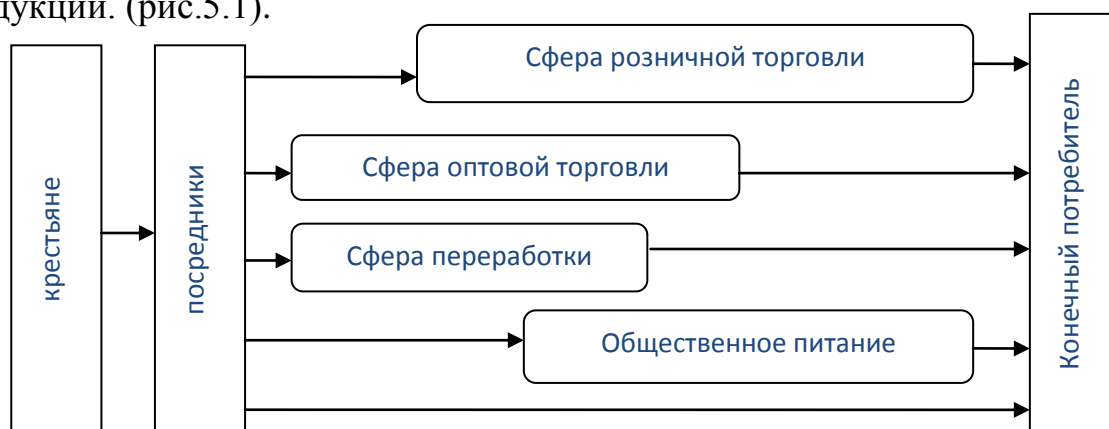 дукции. (рис.5.1).
Сфера розничной торговли
Сфера оптовой торговли
Сфера переработки
Общественное питание
крестьяне
посредники
Конечный потребитель